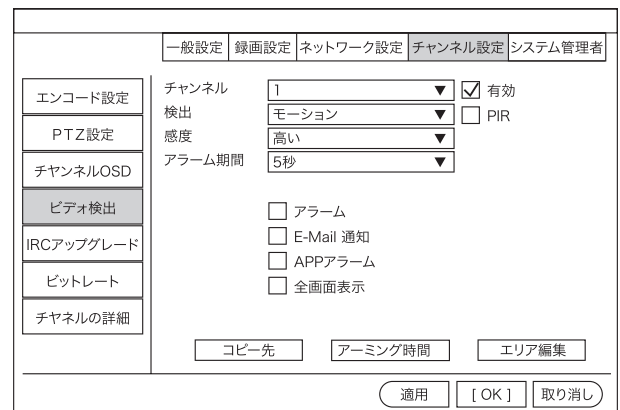 一般設定 録画設定 ネットワーク設定 チャンネル設定 システム管理者
エンコード設定
PTZ設定
チヤンネルOSD
ビデォ検出
IRCアップグレード
ビットレート
チヤネルの詳細
チャンネル 1 ▼ 有効
検出 モーション ▼ PIR
感度 高い ▼
アラーム期間 5秒 ▼
アラーム
E-Mail 通知
APPアラーム
全画面表示
コピー先 アーミング時間 エリア編集
適用 [ OK ] 取り消し